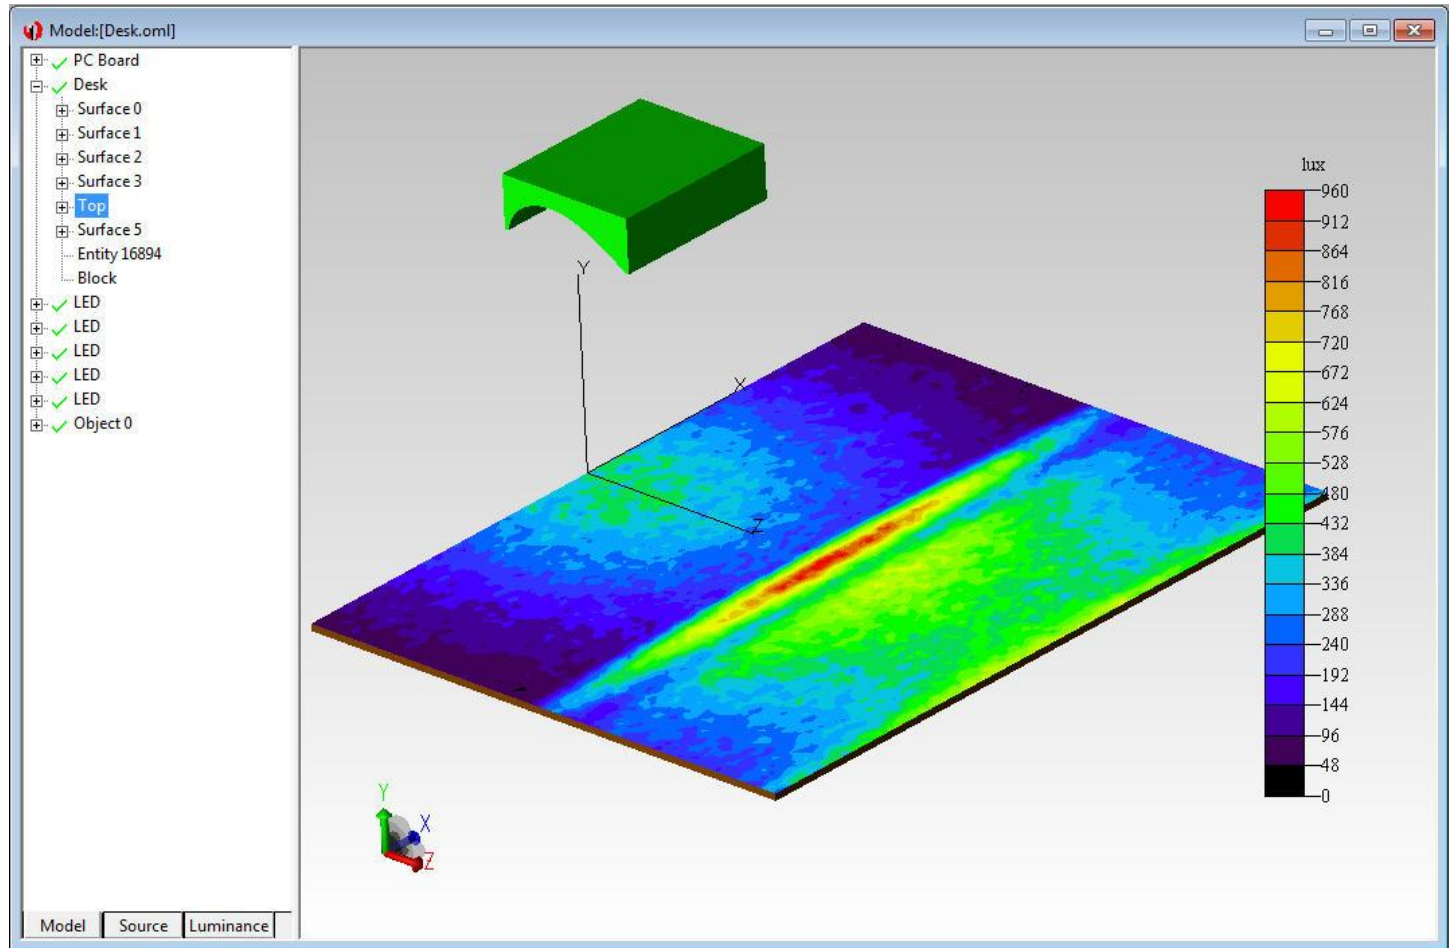 Model:[Desk.oml]
PC Board
Desk
Surface 0
Surface 1
Surface 2
Surface 3
Top
Surface 5
Entity 16894
Block
LED
LED
LED
LED
LED
Object 0
Y
X
Z
lux
960
912
864
816
768
720
672
624
576
528
480
432
384
336
288
240
192
144
96
48
0
Y
X
Z
Model Source Luminance